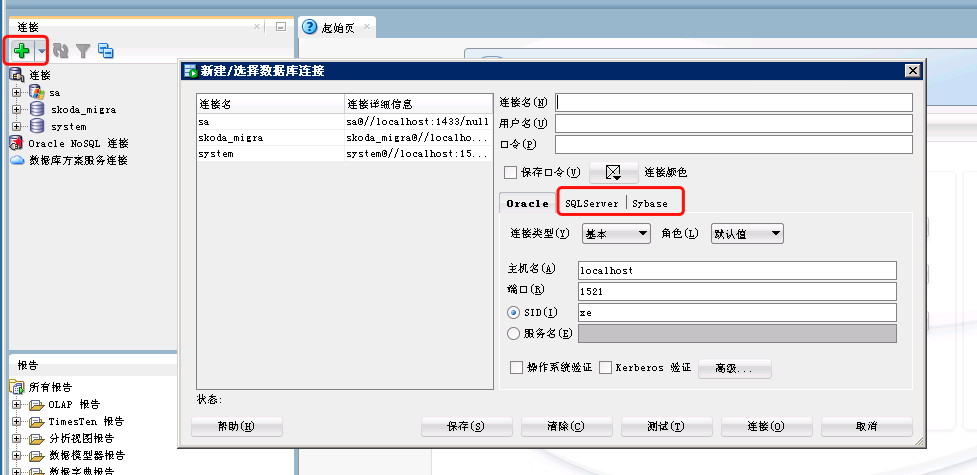 连接
起始页
连接
sa
skoda_migra
system
Oracle NoSQL 连接
数据库方案服务连接
报告
所有报告
OLAP 报告
TimesTen 报告
分析视图报告
数据模型器报告
数据字典报告
新建/选择数据库连接
连接名 连接详细信息
sa sa@//localhost:1433/null
skoda_migra skoda_migra@//localho...
system system@//localhost:15...
连接名(N)
用户名(U)
口令(P)
保存口令(V) 连接颜色
Oracle SQLServer Sybase
连接类型(Y) 基本 角色(L) 默认值
主机名(A) localhost
端口(R) 1521
SID(I) xe
服务名(E)
操作系统验证 Kerberos 验证 高级...
状态:
帮助(H) 保存(S) 清除(C) 测试(T) 连接(O) 取消